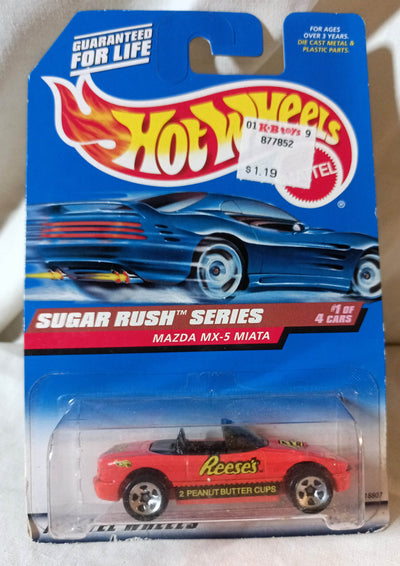 GUARANTEED
FOR LIFE
FOR AGES
OVER 3 YEARS.
DIE CAST METAL &
PLASTIC PARTS.
HOT WHEELS
01 K·B toys 9
877852
$1.19
MATTEL
®
SUGAR RUSH™ SERIES
#1 OF
4 CARS
MAZDA MX-5 MIATA
Reese's
2 PEANUT BUTTER CUPS
18807
WHEELS